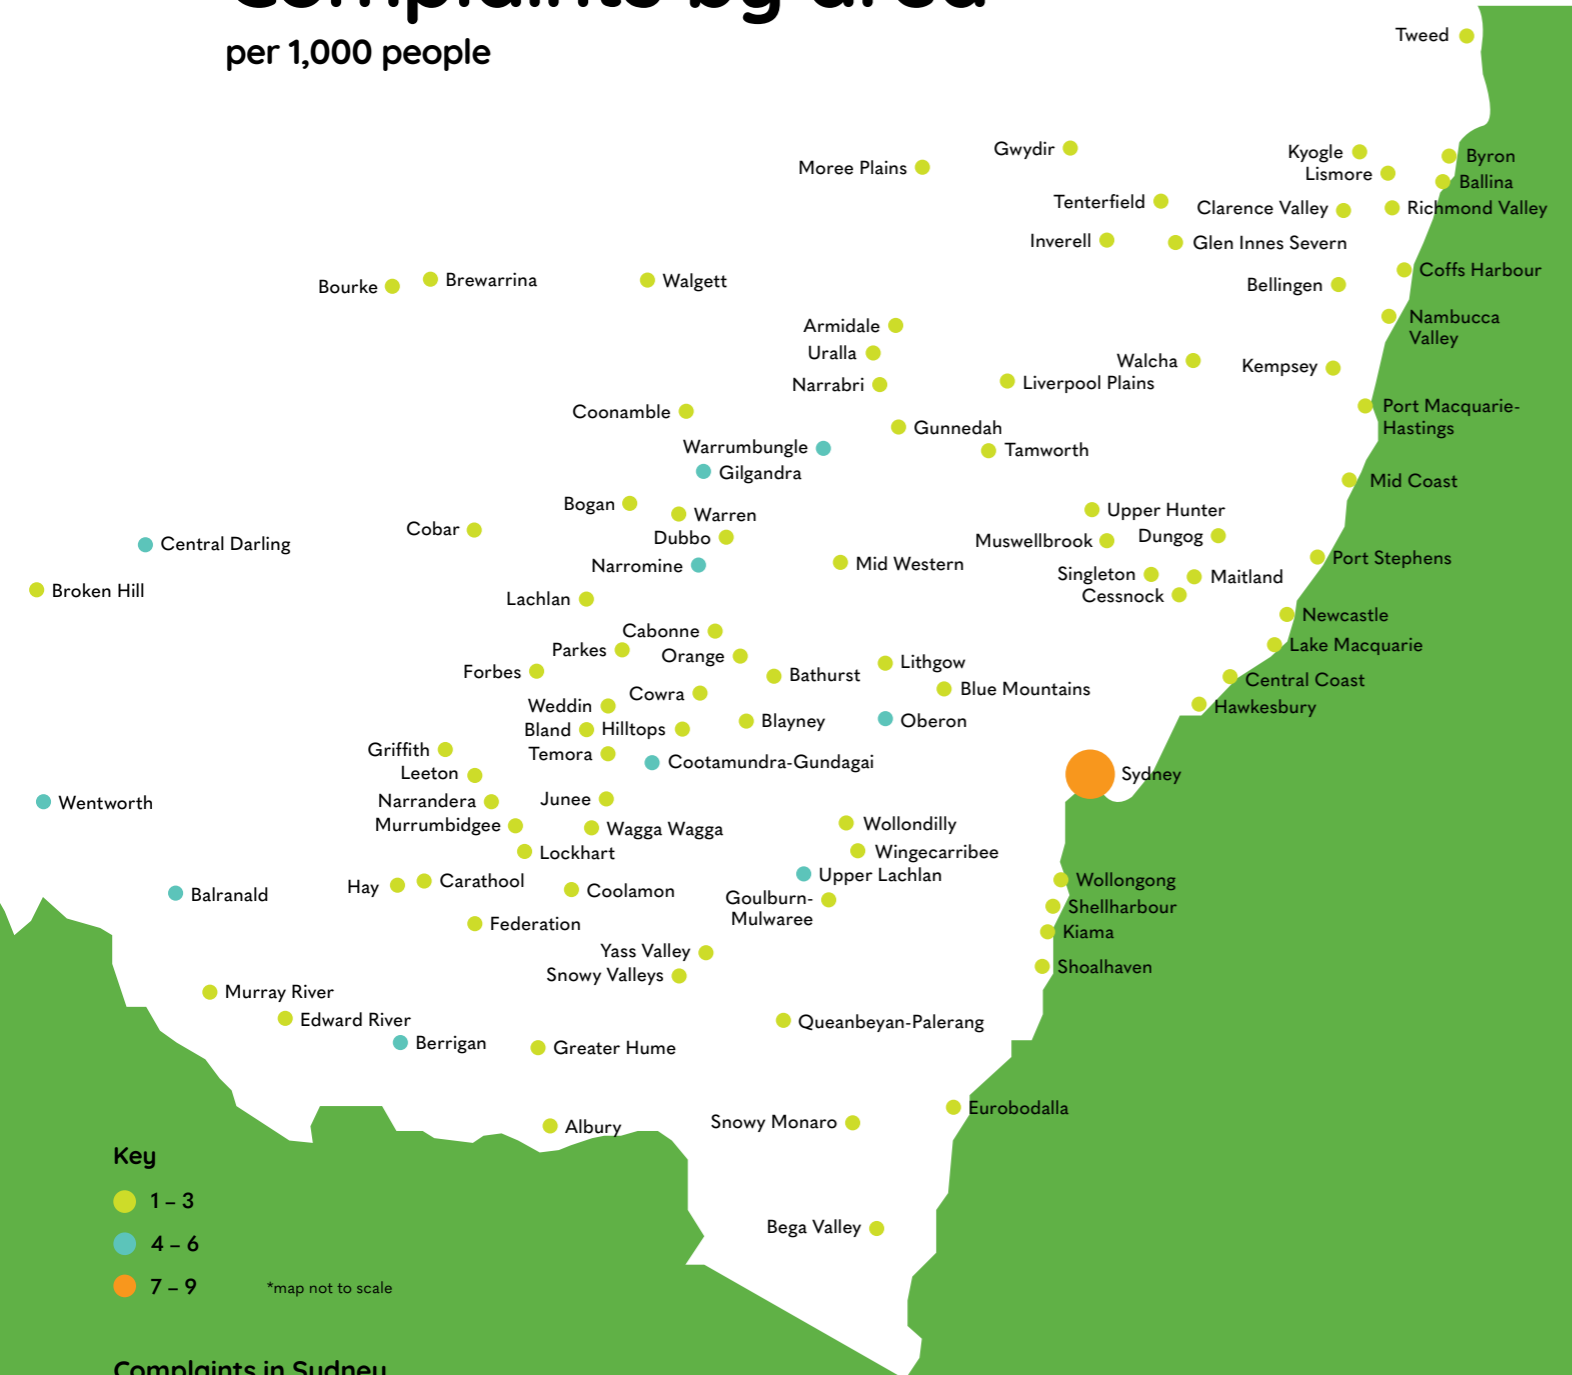 Complaints by area
per 1,000 people
Tweed
Gwydir
Kyogle
Byron
Moree Plains
Lismore
Ballina
Tenterfield
Clarence Valley
Richmond Valley
Inverell
Glen Innes Severn
Coffs Harbour
Bourke
Brewarrina
Walgett
Bellingen
Nambucca
Valley
Armidale
Uralla
Walcha
Kempsey
Narrabri
Liverpool Plains
Coonamble
Port Macquarie-
Hastings
Gunnedah
Warrumbungle
Tamworth
Gilgandra
Mid Coast
Bogan
Warren
Upper Hunter
Cobar
Dubbo
Muswellbrook
Dungog
Central Darling
Narromine
Mid Western
Port Stephens
Singleton
Maitland
Broken Hill
Cessnock
Lachlan
Newcastle
Cabonne
Lake Macquarie
Parkes
Orange
Lithgow
Forbes
Bathurst
Central Coast
Cowra
Blue Mountains
Weddin
Hawkesbury
Bland
Hilltops
Blayney
Oberon
Griffith
Temora
Cootamundra-Gundagai
Leeton
Sydney
Wentworth
Narrandera
Junee
Murrumbidgee
Wagga Wagga
Wollondilly
Lockhart
Wingecarribee
Upper Lachlan
Hay
Carathool
Coolamon
Wollongong
Balranald
Goulburn-
Mulwaree
Shellharbour
Federation
Kiama
Yass Valley
Shoalhaven
Snowy Valleys
Murray River
Edward River
Queanbeyan-Palerang
Berrigan
Greater Hume
Eurobodalla
Albury
Snowy Monaro
Key
1 – 3
Bega Valley
4 – 6
7 – 9
*map not to scale
Complaints in Sydney